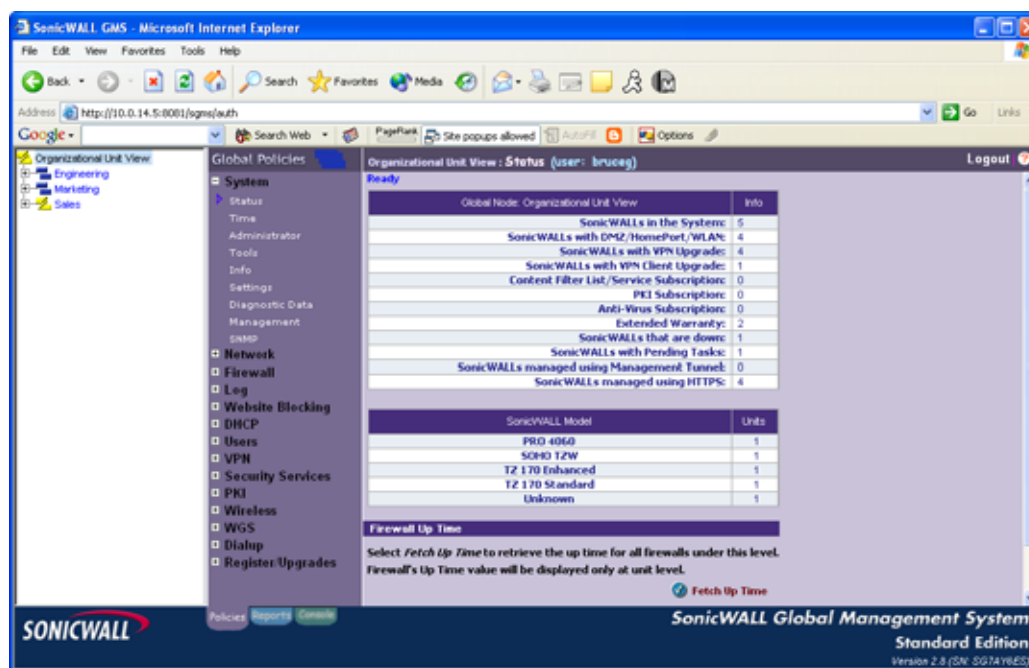 SonicWALL GMS - Microsoft Internet Explorer
File Edit View Favorites Tools Help
Back Search Favorites Media
Address http://10.0.14.5:8081/sgms/auth Go Links
Google Search Web PageRank Site popups allowed AutoFill Options
Organizational Unit View
Engineering
Marketing
Sales
Global Policies
System
Status
Time
Administrator
Tools
Info
Settings
Diagnostic Data
Management
SNMP
Network
Firewall
Log
Website Blocking
DHCP
Users
VPN
Security Services
PKI
Wireless
WGS
Dialup
Register/Upgrades
Organizational Unit View : Status (user: bruceg) Logout
Ready
Global Node: Organizational Unit View Info
SonicWALLs in the System: 5
SonicWALLs with DMZ/HomePort/WLAN: 4
SonicWALLs with VPN Upgrade: 4
SonicWALLs with VPN Client Upgrade: 1
Content Filter List/Service Subscription: 0
PKI Subscription: 0
Anti-Virus Subscription: 0
Extended Warranty: 2
SonicWALLs that are down: 1
SonicWALLs with Pending Tasks: 1
SonicWALLs managed using Management Tunnel: 0
SonicWALLs managed using HTTPS: 4
SonicWALL Model Units
PRO 4060 1
SOHO TZW 1
TZ 170 Enhanced 1
TZ 170 Standard 1
Unknown 1
Firewall Up Time
Select Fetch Up Time to retrieve the up time for all firewalls under this level.
Firewall's Up Time value will be displayed only at unit level.
Fetch Up Time
Policies Reports Console
SONICWALL
SonicWALL Global Management System
Standard Edition
Version 2.8 (SN: